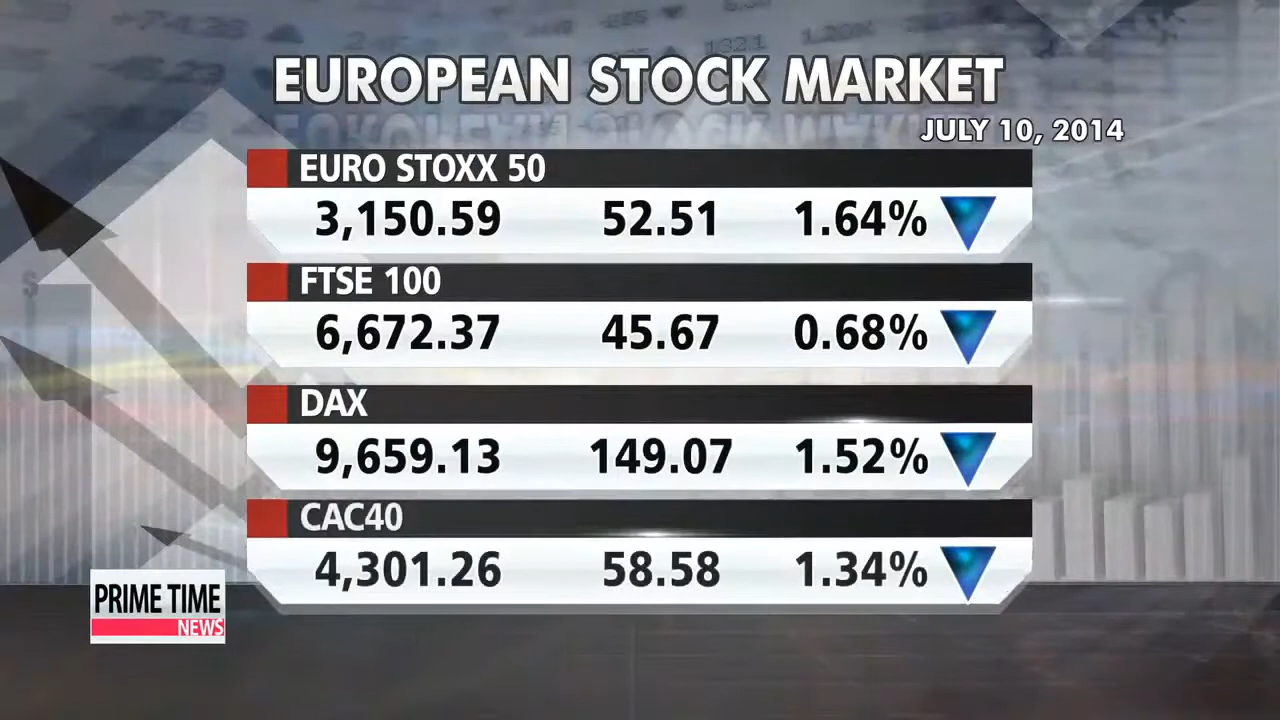 EUROPEAN STOCK MARKET
JULY 10, 2014
EURO STOXX 50
3,150.59 52.51 1.64%
FTSE 100
6,672.37 45.67 0.68%
DAX
9,659.13 149.07 1.52%
CAC40
4,301.26 58.58 1.34%
PRIME TIME
NEWS